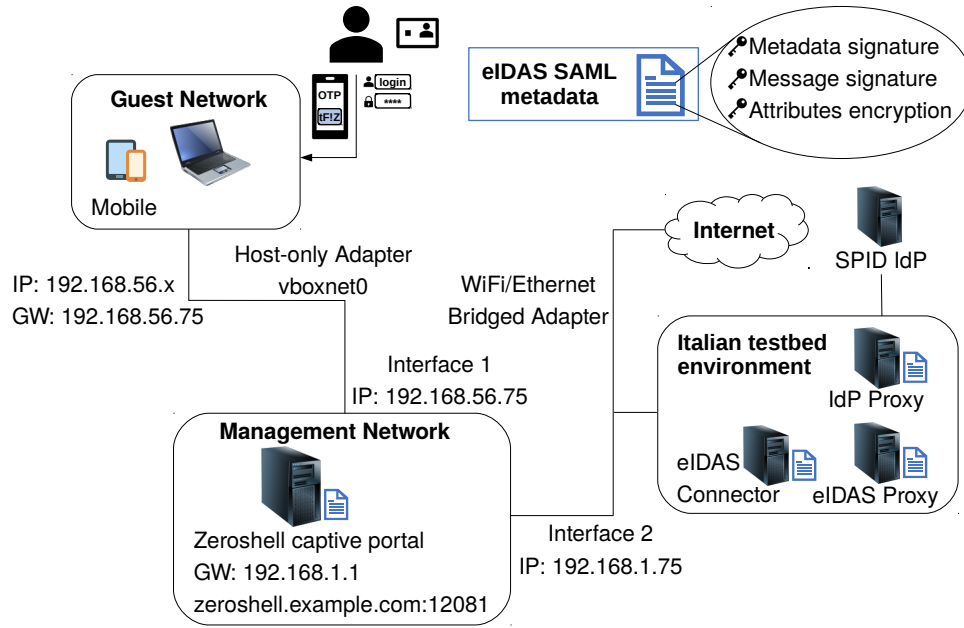 login
OTP
****
tF!Z
eIDAS SAML
metadata
Metadata signature
Message signature
Attributes encryption
Guest Network
Mobile
Internet
SPID IdP
Host-only Adapter
vboxnet0
IP: 192.168.56.x
GW: 192.168.56.75
WiFi/Ethernet
Bridged Adapter
Italian testbed
environment
IdP Proxy
eIDAS
Connector
eIDAS Proxy
Interface 1
IP: 192.168.56.75
Management Network
Zeroshell captive portal
GW: 192.168.1.1
zeroshell.example.com:12081
Interface 2
IP: 192.168.1.75